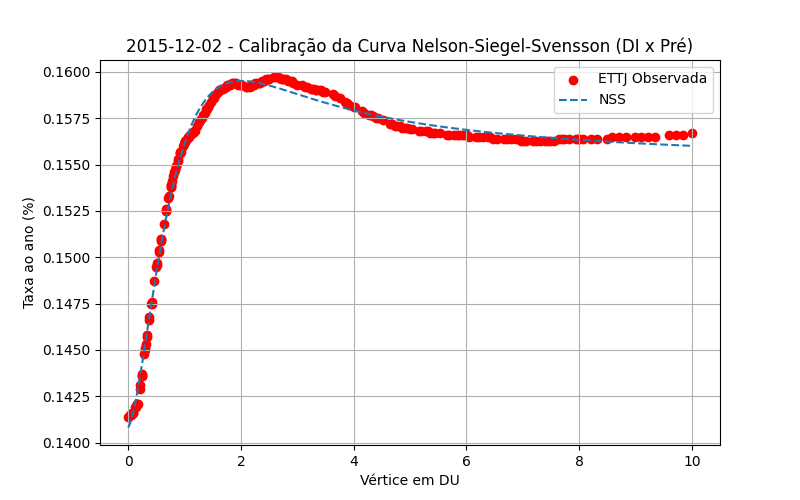 2015-12-02 - Calibração da Curva Nelson-Siegel-Svensson (DI x Pré)
ETTJ Observada
NSS
Taxa ao ano (%)
0.1600
0.1575
0.1550
0.1525
0.1500
0.1475
0.1450
0.1425
0.1400
0 2 4 6 8 10
Vértice em DU